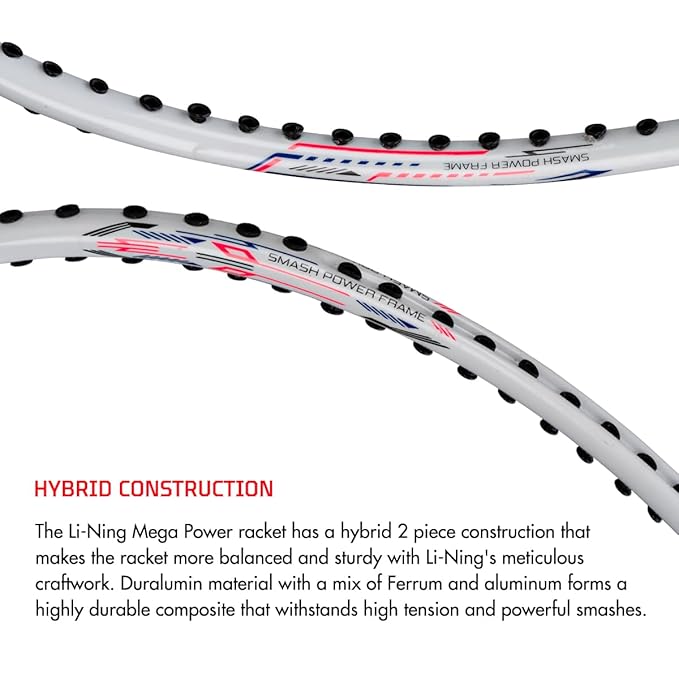 SMASH POWER FRAME
SMASH POWER FRAME
SMASH
HYBRID CONSTRUCTION
The Li-Ning Mega Power racket has a hybrid 2 piece construction that
makes the racket more balanced and sturdy with Li-Ning's meticulous
craftwork. Duralumin material with a mix of Ferrum and aluminum forms a
highly durable composite that withstands high tension and powerful smashes.